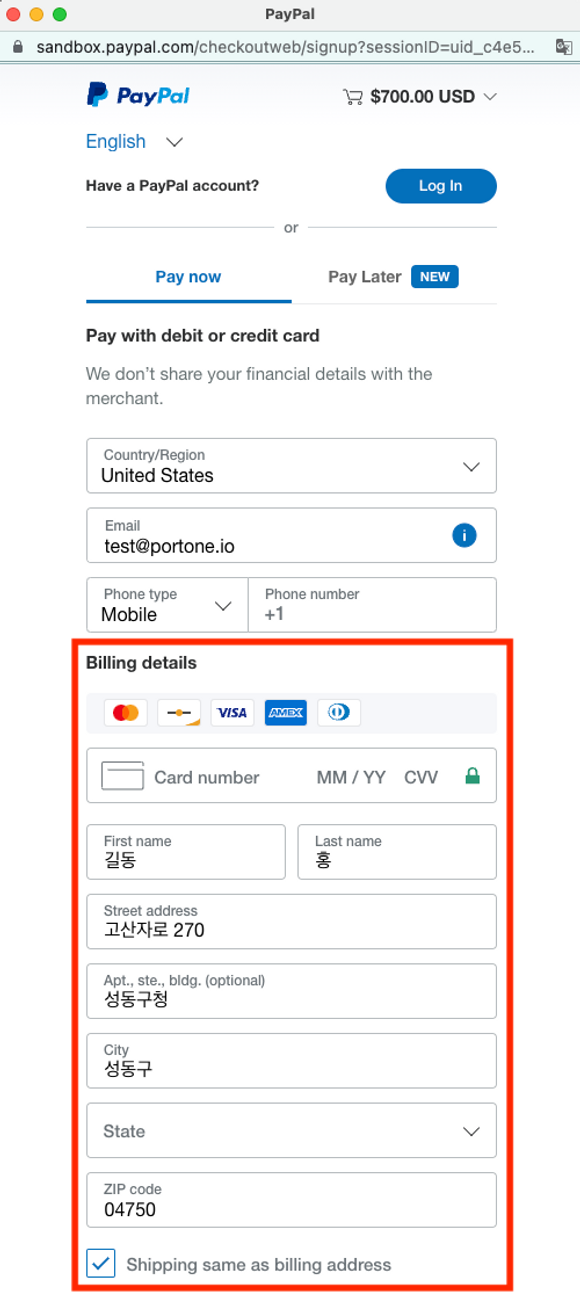 PayPal
sandbox.paypal.com/checkoutweb/signup?sessionID=uid_c4e5...
PayPal $700.00 USD
English
Have a PayPal account? Log In
or
Pay now Pay Later NEW
Pay with debit or credit card
We don't share your financial details with the
merchant.
Country/Region
United States
Email
test@portone.io
Phone type Phone number
Mobile +1
Billing details
VISA AMEX
Card number MM / YY CVV
First name Last name
길동 홍
Street address
고산자로 270
Apt., ste., bldg. (optional)
성동구청
City
성동구
State
ZIP code
04750
Shipping same as billing address